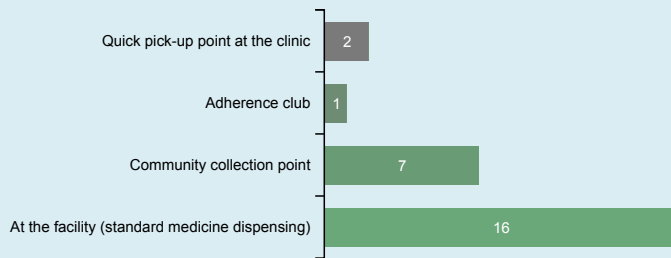 Quick pick-up point at the clinic 2
Adherence club 1
Community collection point 7
At the facility (standard medicine dispensing) 16